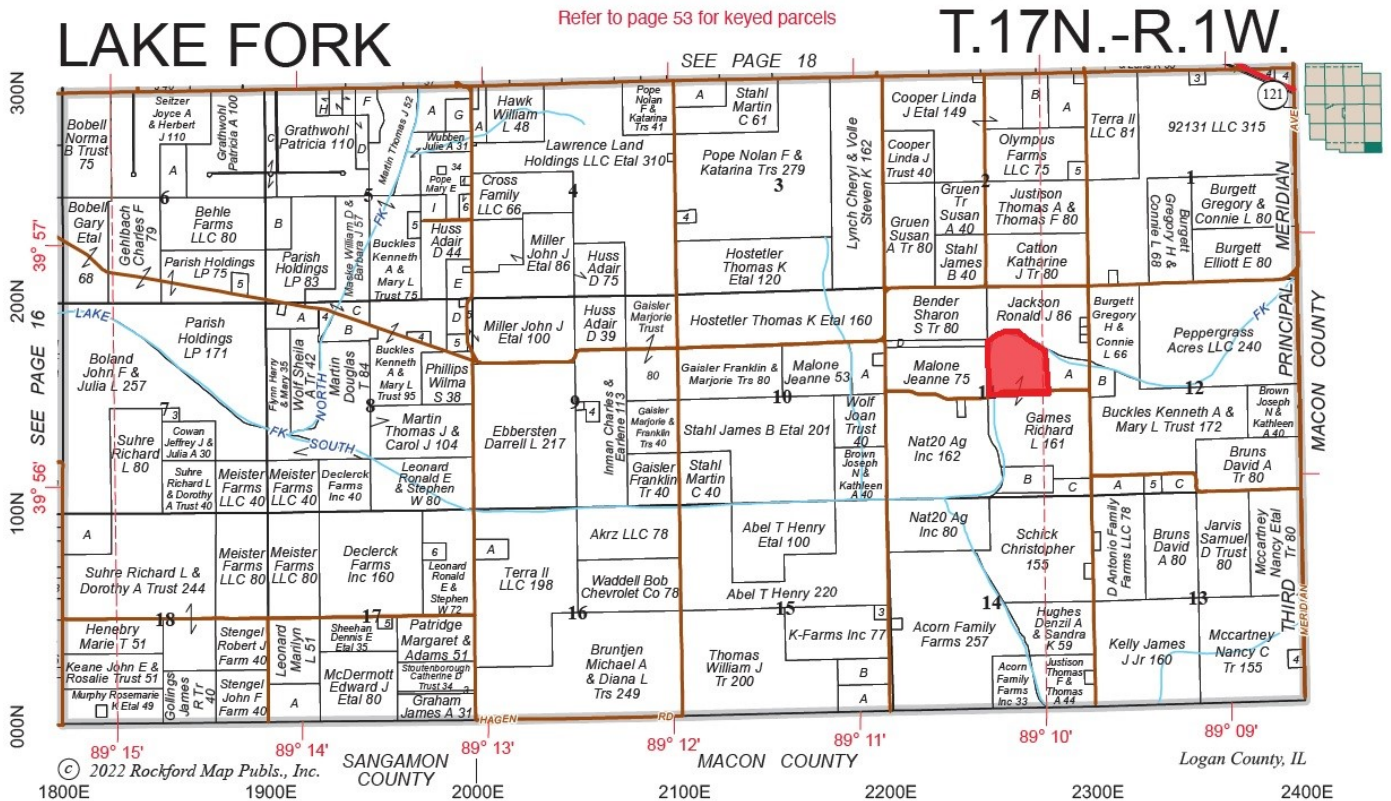 Refer to page 53 for keyed parcels
LAKE FORK
T.17N.-R.1W.
SEE PAGE 18
300N
200N
100N
000N
39° 57'
39° 56'
SEE PAGE 16
121
AVE
MERIDIAN
PRINCIPAL
THIRD
MERIDIAN
MACON COUNTY
Bobell
Norma
B Trust
75
Seitzer
Joyce A
& Herbert
J 110
Grathwohl
Patricia A 100
Grathwohl
Patricia 110
Martin Thomas J 52
Wubben
Julie A 31
34
Pope
Mary E
Hawk
William
L 48
Lawrence Land
Holdings LLC Etal 310
Pope
Nolan
F &
Katarina
Trs 41
Stahl
Martin
C 61
Pope Nolan F &
Katarina Trs 279
3
Lynch Cheryl & Volle
Steven K 162
Cooper Linda
J Etal 149
Cooper
Linda J
Trust 40
2
Olympus
Farms
LLC 75
Terra II
LLC 81
92131 LLC 315
1
6
5
4
Bobell
Gary
Etal
68
Gehlbach
Charles F
79
Behle
Farms
LLC 80
Parish Holdings
LP 75
Parish
Holdings
LP 83
Maske William D &
Barbara J 57
Buckles
Kenneth
A &
Mary L
Trust 75
Huss
Adair
D 44
Cross
Family
LLC 66
Miller
John J
Etal 86
Huss
Adair
D 75
Hostetler
Thomas K
Etal 120
Gruen
Susan
A Tr 80
Gruen
Tr
Susan
A 40
Stahl
James
B 40
Justison
Thomas A &
Thomas F 80
Catton
Katharine
J Tr 80
Burgett
Gregory H &
Connie L 68
Burgett
Gregory &
Connie L 80
Burgett
Elliott E 80
LAKE
FK
Parish
Holdings
LP 171
Boland
John F &
Julia L 257
Flynn Harry
& Mary 35
Wolf Sheila
A Tr 42
NORTH
Martin
Douglas
T 84
Buckles
Kenneth
A &
Mary L
Trust 95
Phillips
Wilma
S 38
Miller John J
Etal 100
Huss
Adair
D 39
Gaisler
Marjorie
Trust
80
Hostetler Thomas K Etal 160
Gaisler Franklin &
Marjorie Trs 80
Malone
Jeanne 53
Bender
Sharon
S Tr 80
Malone
Jeanne 75
Jackson
Ronald J 86
Burgett
Gregory
H &
Connie
L 66
Peppergrass
Acres LLC 240
FK
12
7
8
9
10
Suhre
Richard
L 80
Cowan
Jeffrey J &
Julia A 30
FK
SOUTH
Martin
Thomas J &
Carol J 104
Ebbersten
Darrell L 217
Inman Charles &
Earlene 113
Gaisler
Marjorie &
Franklin
Trs 40
Gaisler
Franklin
Tr 40
Stahl James B Etal 201
Stahl
Martin
C 40
Wolf
Joan
Trust
40
Brown
Joseph
N &
Kathleen
A 40
Nat20 Ag
Inc 162
Games
Richard
L 161
Buckles Kenneth A &
Mary L Trust 172
Brown
Joseph
N &
Kathleen
A 40
Bruns
David A
Tr 80
Suhre
Richard L
& Dorothy
A Trust 40
Meister
Farms
LLC 40
Meister
Farms
LLC 40
Declerck
Farms
Inc 40
Leonard
Ronald E
& Stephen
W 80
Suhre Richard L &
Dorothy A Trust 244
18
Meister
Farms
LLC 80
Meister
Farms
LLC 80
Declerck
Farms
Inc 160
17
Leonard
Ronald
E &
Stephen
W 72
Terra II
LLC 198
Akrz LLC 78
Waddell Bob
Chevrolet Co 78
16
Abel T Henry
Etal 100
Abel T Henry 220
15
Nat20 Ag
Inc 80
Schick
Christopher
155
14
D Antonio Family
Farms LLC 78
Bruns
David
A 80
Jarvis
Samuel
D Trust
80
Mccartney
Nancy Etal
Tr 80
13
Henebry
Marie T 51
Keane John E &
Rosalie Trust 51
Murphy Rosemarie
K Etal 49
Gollings
James
R Tr
40
Stengel
Robert J
Farm 40
Stengel
John F
Farm 40
Leonard
Marilyn
L 51
Sheehan
Dennis E
Etal 35
McDermott
Edward J
Etal 80
Patridge
Margaret &
Adams 51
Stoutenborough
Catherine D
Trust 34
Graham
James A 31
Bruntjen
Michael A
& Diana L
Trs 249
Thomas
William J
Tr 200
K-Farms Inc 77
Acorn Family
Farms 257
Acorn
Family
Farms
Inc 33
Hughes
Denzil A
& Sandra
K 59
Justison
Thomas
F &
Thomas
A 44
Kelly James
J Jr 160
Mccartney
Nancy C
Tr 155
HAGEN
RD
89° 15'
89° 14'
89° 13'
89° 12'
89° 11'
89° 10'
89° 09'
© 2022 Rockford Map Publs., Inc.
SANGAMON
COUNTY
MACON COUNTY
Logan County, IL
1800E
1900E
2000E
2100E
2200E
2300E
2400E